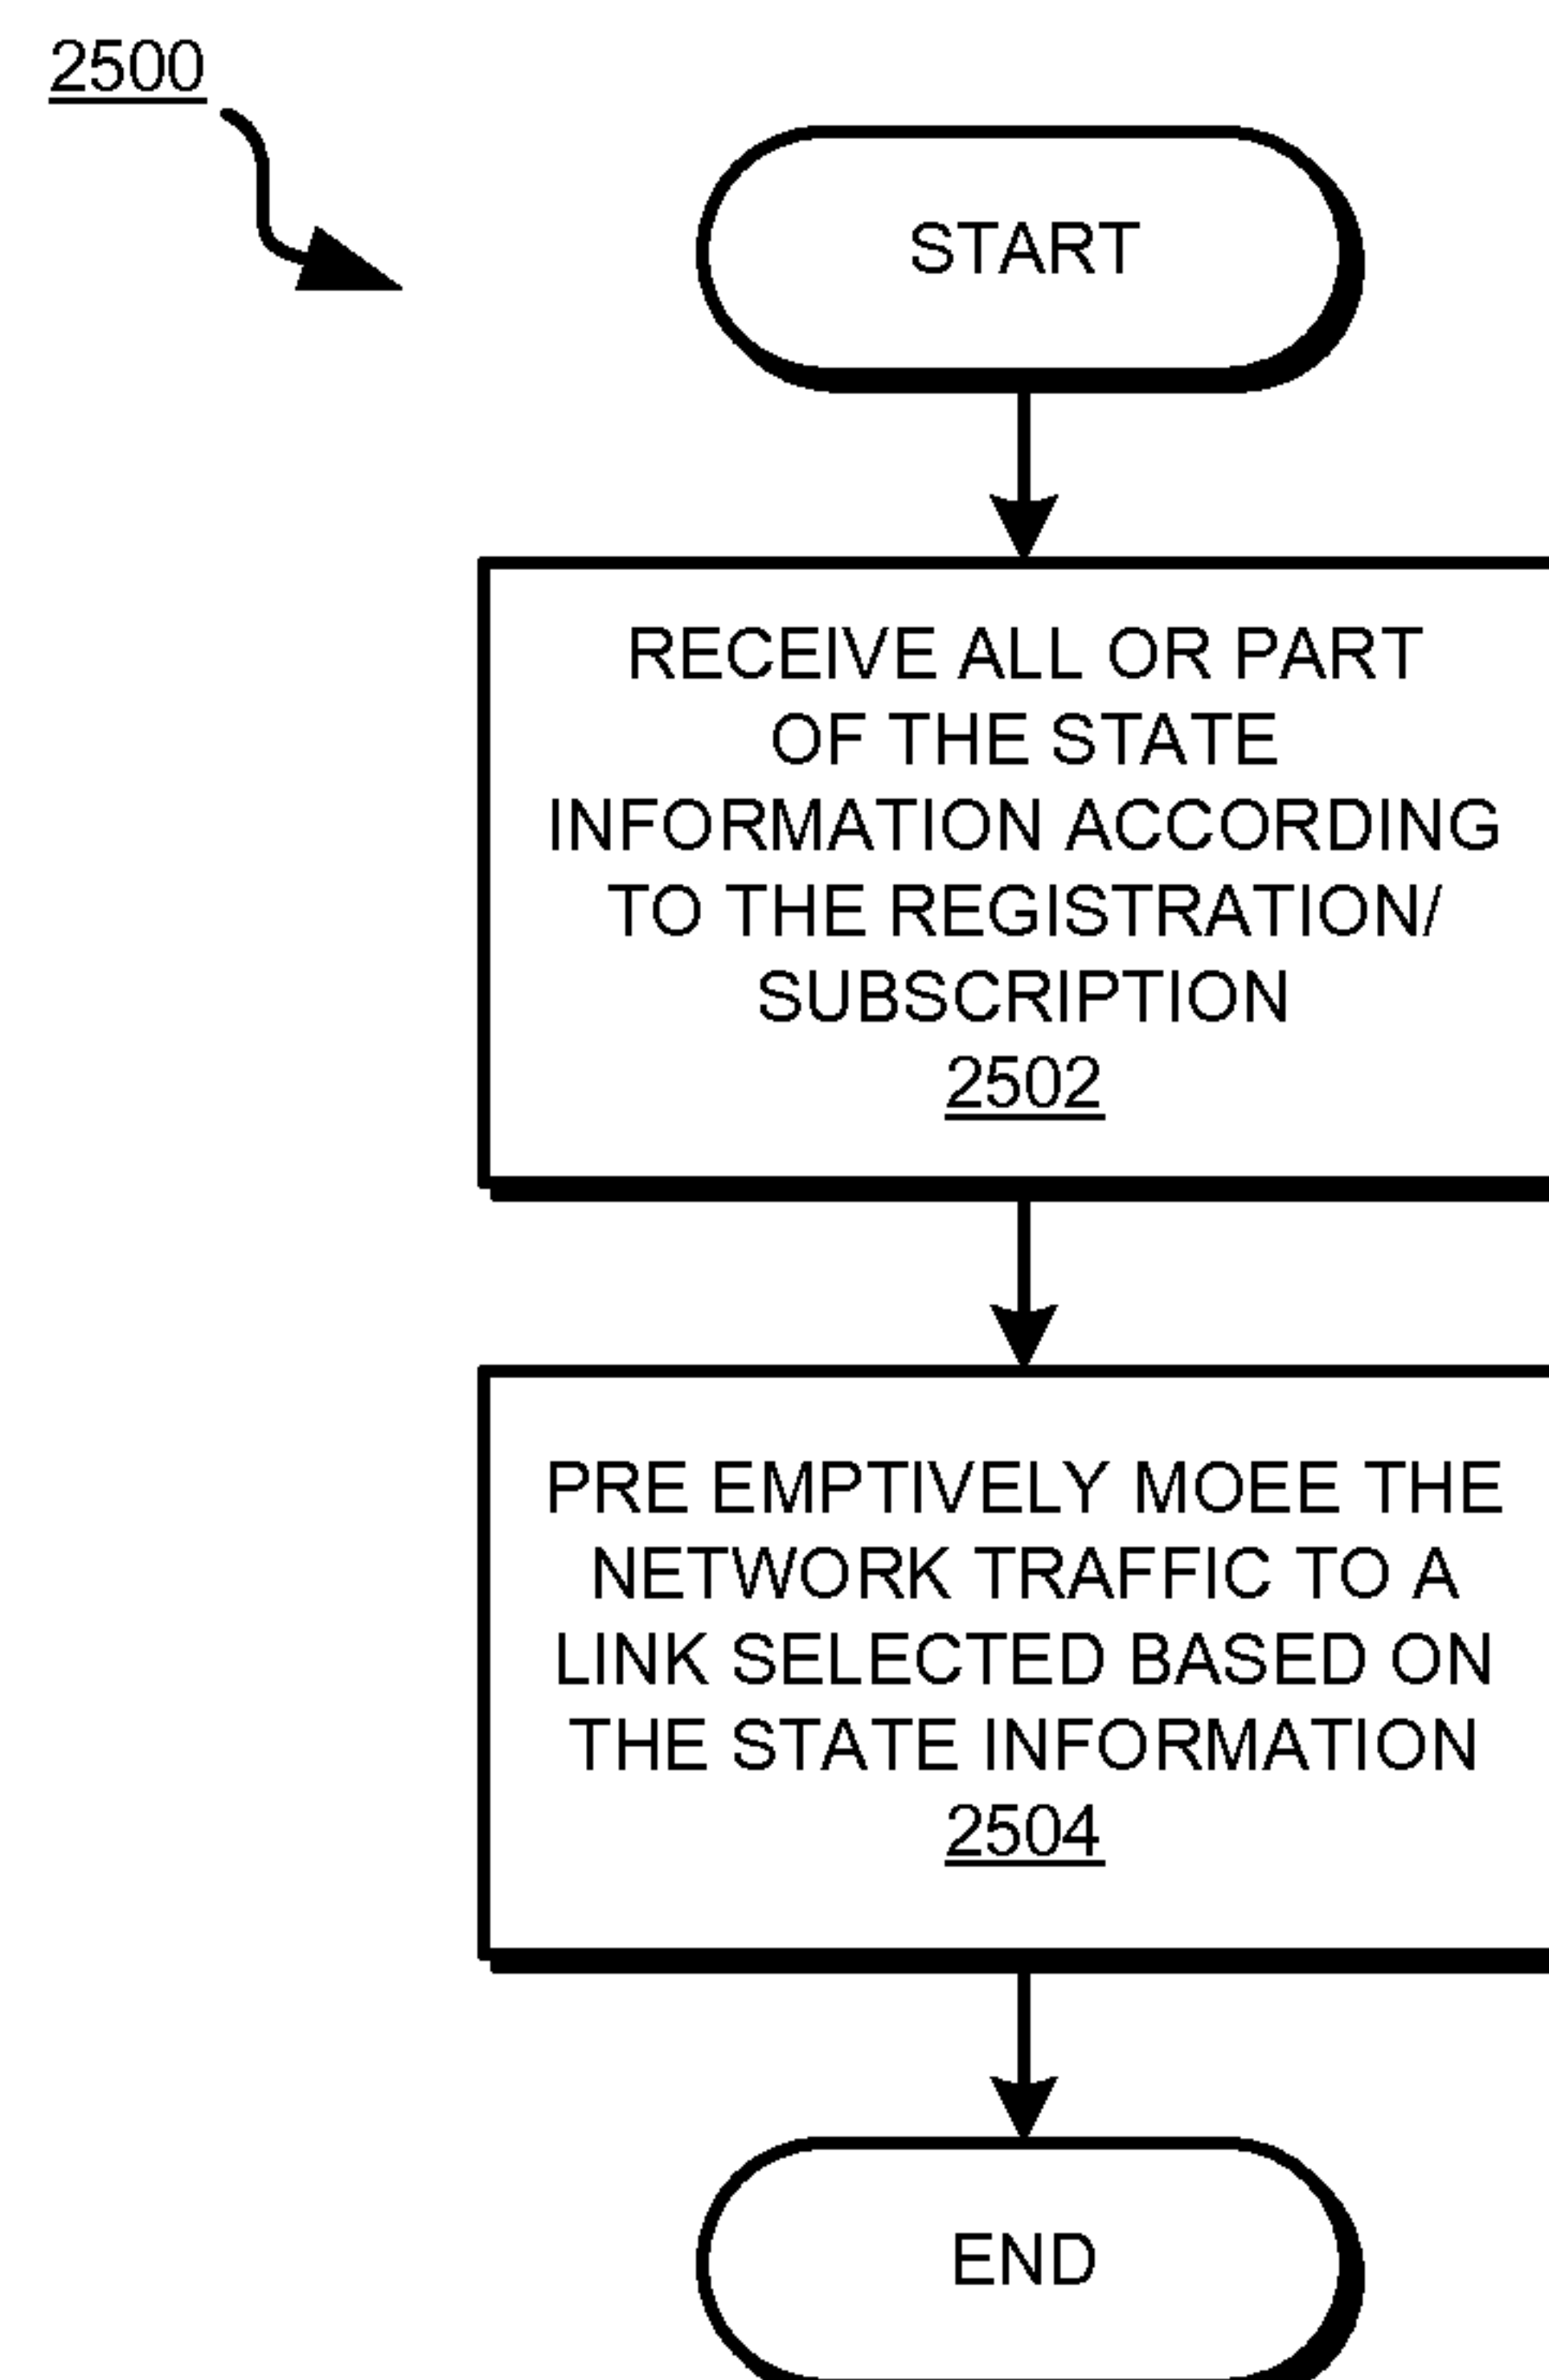 2500
START
RECEIVE ALL OR PART
OF THE STATE
INFORMATION ACCORDING
TO THE REGISTRATION/
SUBSCRIPTION
2502
PRE EMPTIVELY MOEE THE
NETWORK TRAFFIC TO A
LINK SELECTED BASED ON
THE STATE INFORMATION
2504
END